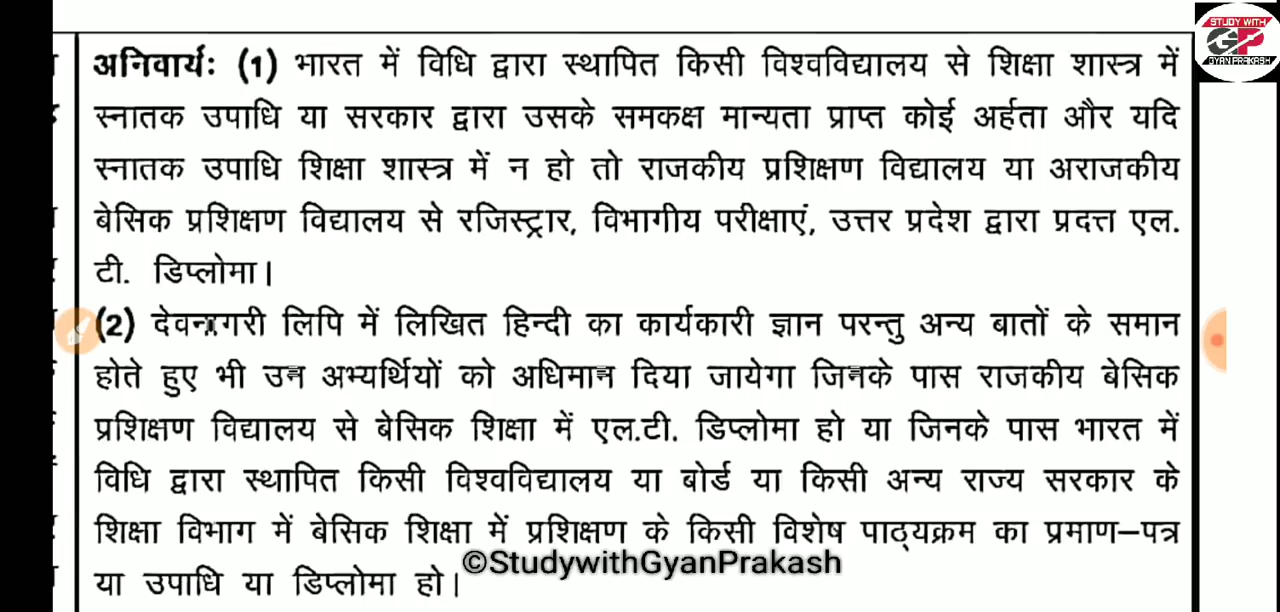 STUDY WITH
GP
GYAN PRAKASH
अनिवार्यः (1) भारत में विधि द्वारा स्थापित किसी विश्वविद्यालय से शिक्षा शास्त्र में
स्नातक उपाधि या सरकार द्वारा उसके समकक्ष मान्यता प्राप्त कोई अर्हता और यदि
स्नातक उपाधि शिक्षा शास्त्र में न हो तो राजकीय प्रशिक्षण विद्यालय या अराजकीय
बेसिक प्रशिक्षण विद्यालय से रजिस्ट्रार, विभागीय परीक्षाएं, उत्तर प्रदेश द्वारा प्रदत्त एल.
टी. डिप्लोमा।
(2) देवनागरी लिपि में लिखित हिन्दी का कार्यकारी ज्ञान परन्तु अन्य बातों के समान
होते हुए भी उन अभ्यर्थियों को अधिमान दिया जायेगा जिनके पास राजकीय बेसिक
प्रशिक्षण विद्यालय से बेसिक शिक्षा में एल.टी. डिप्लोमा हो या जिनके पास भारत में
विधि द्वारा स्थापित किसी विश्वविद्यालय या बोर्ड या किसी अन्य राज्य सरकार के
शिक्षा विभाग में बेसिक शिक्षा में प्रशिक्षण के किसी विशेष पाठ्यक्रम का प्रमाण–पत्र
©StudywithGyanPrakash
या उपाधि या डिप्लोमा हो।